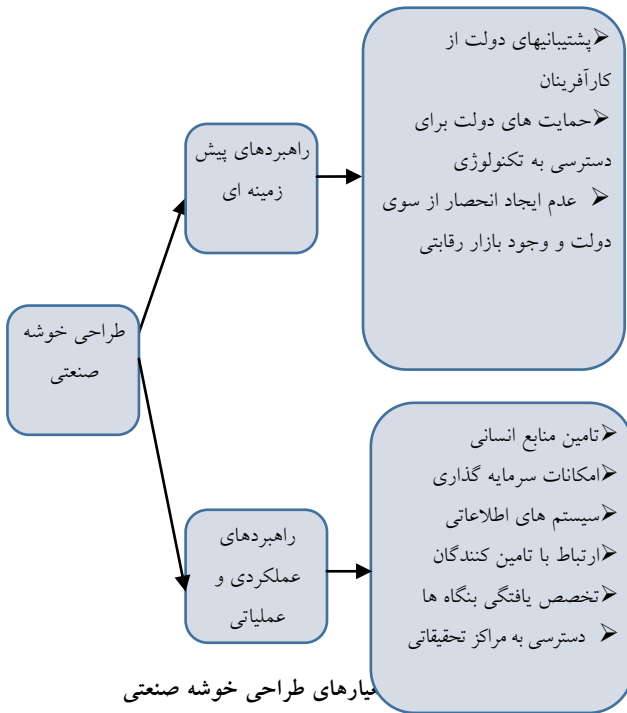 ➢پشتیبانیهای دولت از
کارآفرینان
➢حمایت های دولت برای
دسترسی به تکنولوژی
➢ عدم ایجاد انحصار از سوی
دولت و وجود بازار رقابتی
راهبردهای پیش
زمینه ای
طراحی خوشه
صنعتی
راهبردهای
عملکردی و
عملیاتی
➢تامین منابع انسانی
➢امکانات سرمایه گذاری
➢سیستم های اطلاعاتی
➢ارتباط با تامین کنندگان
➢تخصص یافتگی بنگاه ها
➢ دسترسی به مراکز تحقیقاتی
طراحی خوشه صنعتی